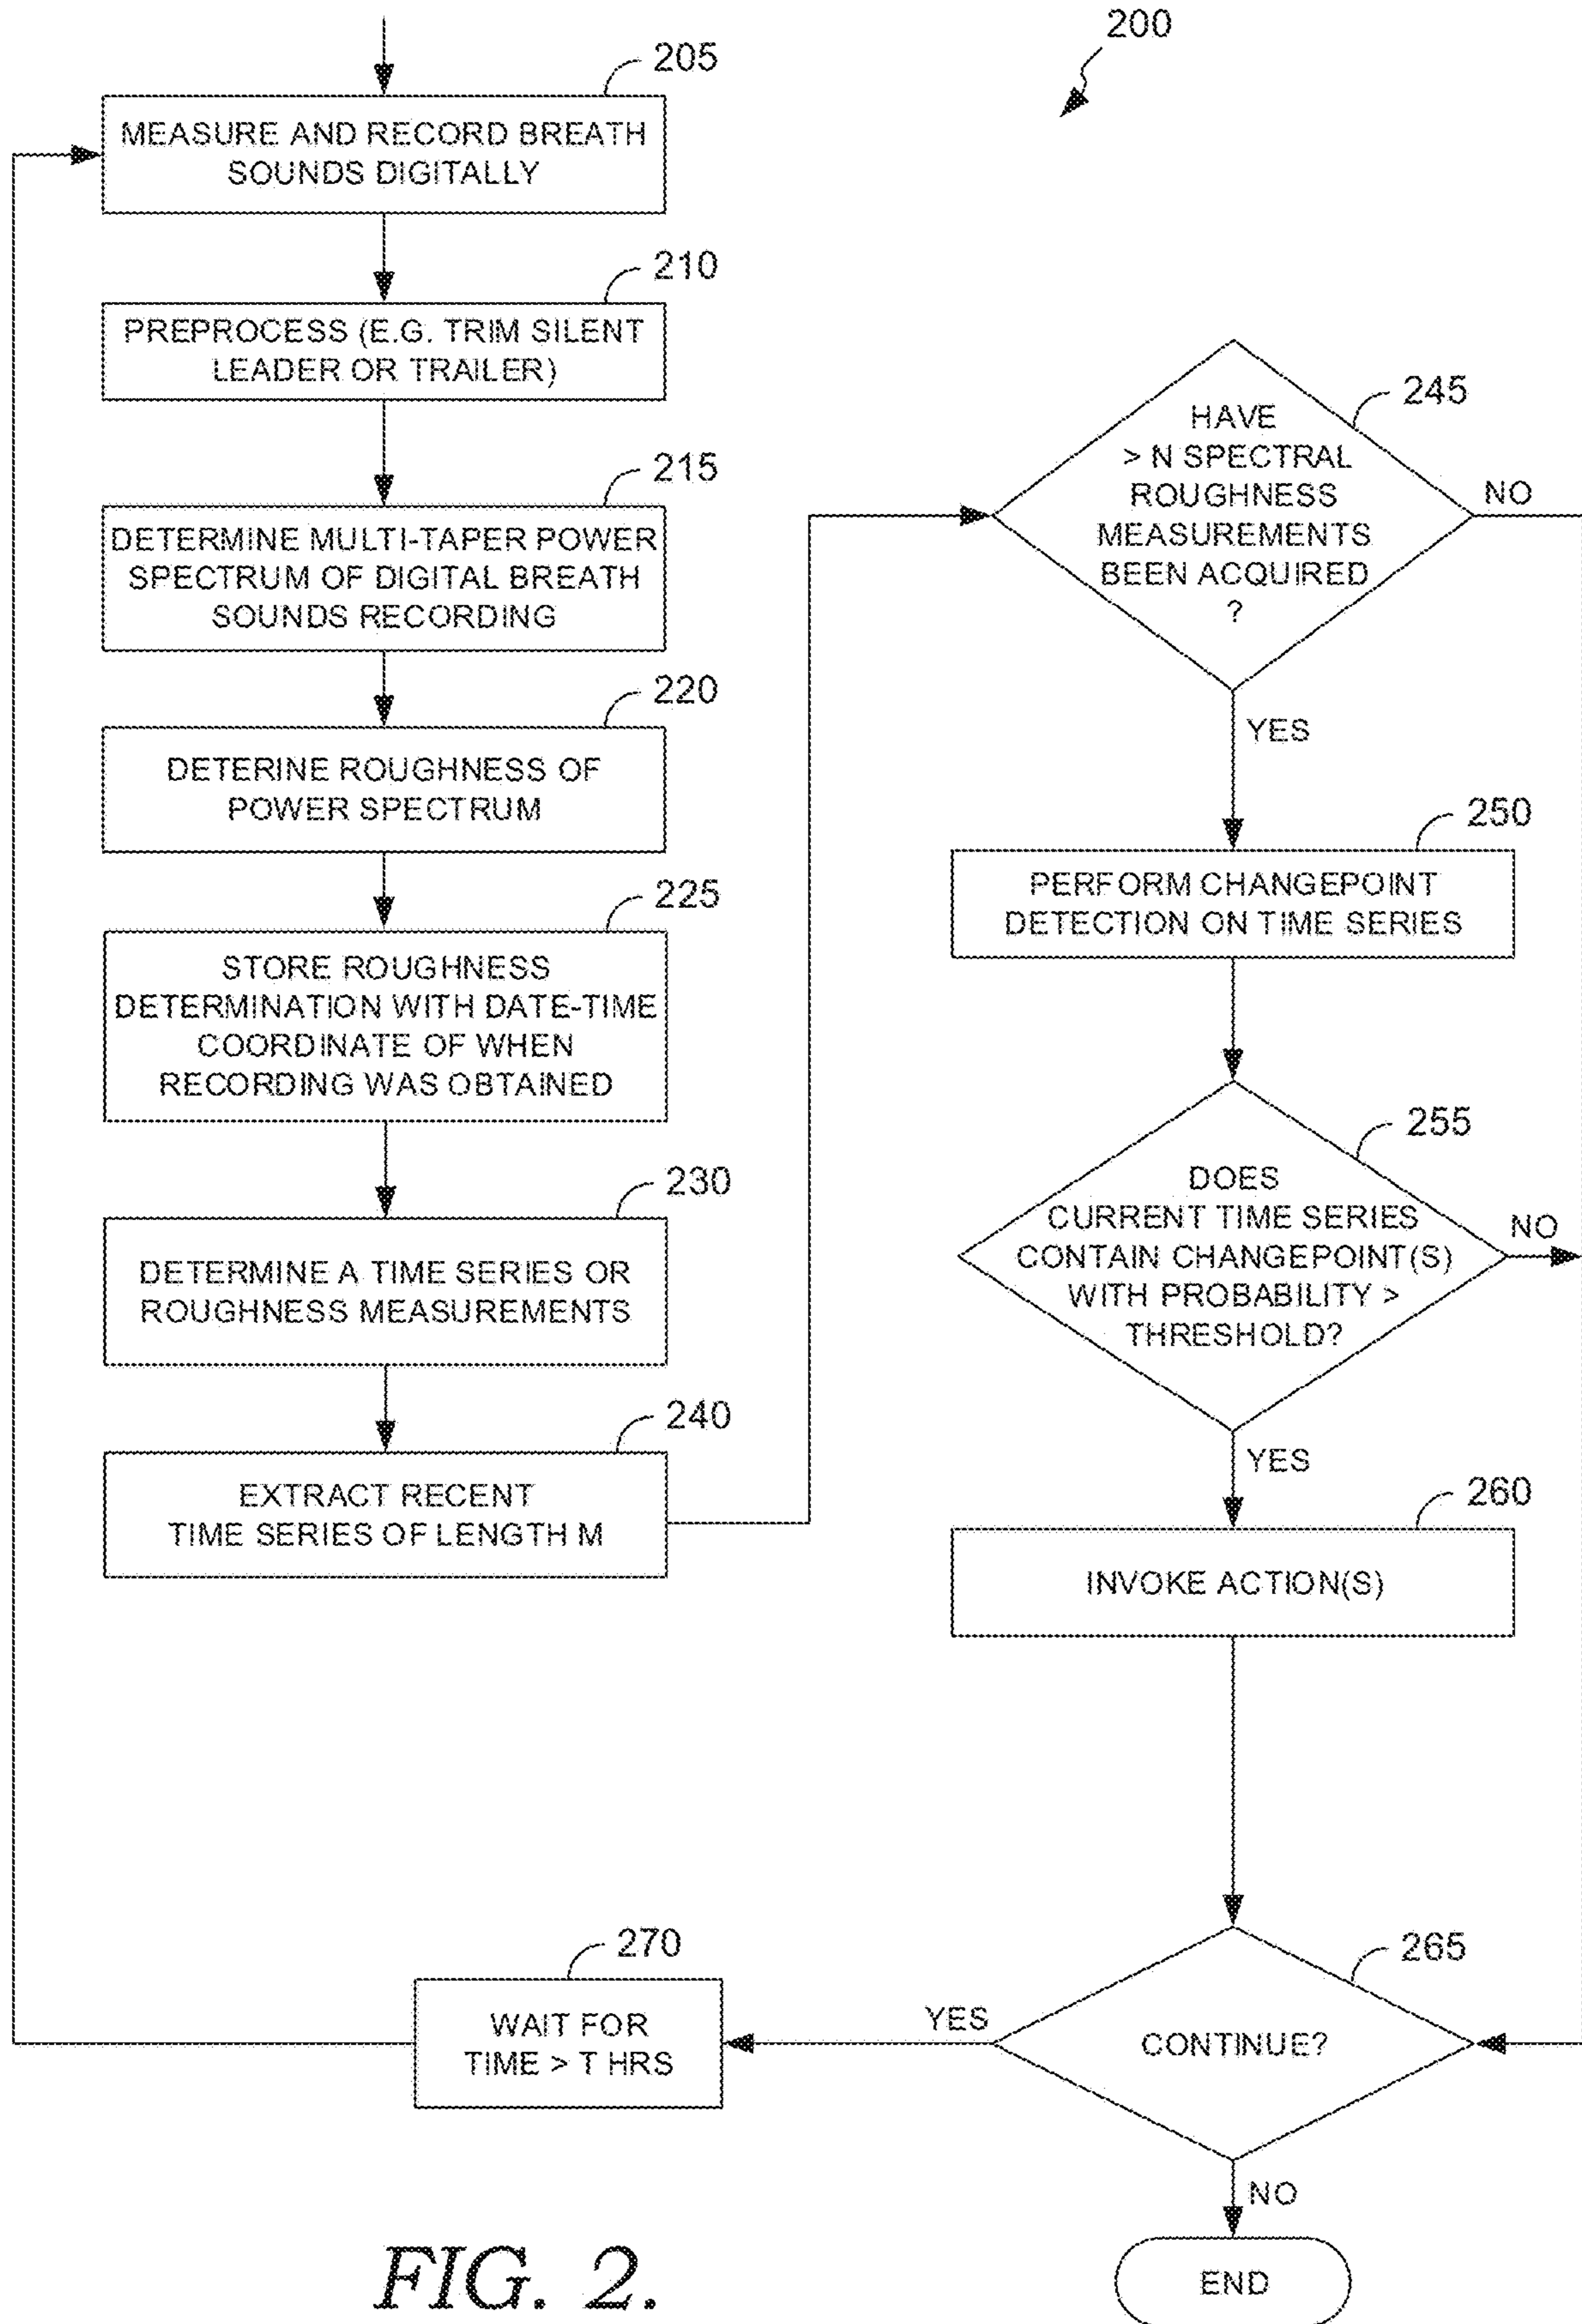 200
205
MEASURE AND RECORD BREATH
SOUNDS DIGITALLY
210
PREPROCESS (E.G. TRIM SILENT
LEADER OR TRAILER)
215
DETERMINE MULTI-TAPER POWER
SPECTRUM OF DIGITAL BREATH
SOUNDS RECORDING
220
DETERINE ROUGHNESS OF
POWER SPECTRUM
225
STORE ROUGHNESS
DETERMINATION WITH DATE-TIME
COORDINATE OF WHEN
RECORDING WAS OBTAINED
230
DETERMINE A TIME SERIES OR
ROUGHNESS MEASUREMENTS
240
EXTRACT RECENT
TIME SERIES OF LENGTH M
245
HAVE
> N SPECTRAL
ROUGHNESS
MEASUREMENTS
BEEN ACQUIRED
?
NO
YES
250
PERFORM CHANGEPOINT
DETECTION ON TIME SERIES
255
DOES
CURRENT TIME SERIES
CONTAIN CHANGEPOINT(S)
WITH PROBABILITY >
THRESHOLD?
NO
YES
260
INVOKE ACTION(S)
265
CONTINUE?
YES
270
WAIT FOR
TIME > T HRS
NO
END
FIG. 2.